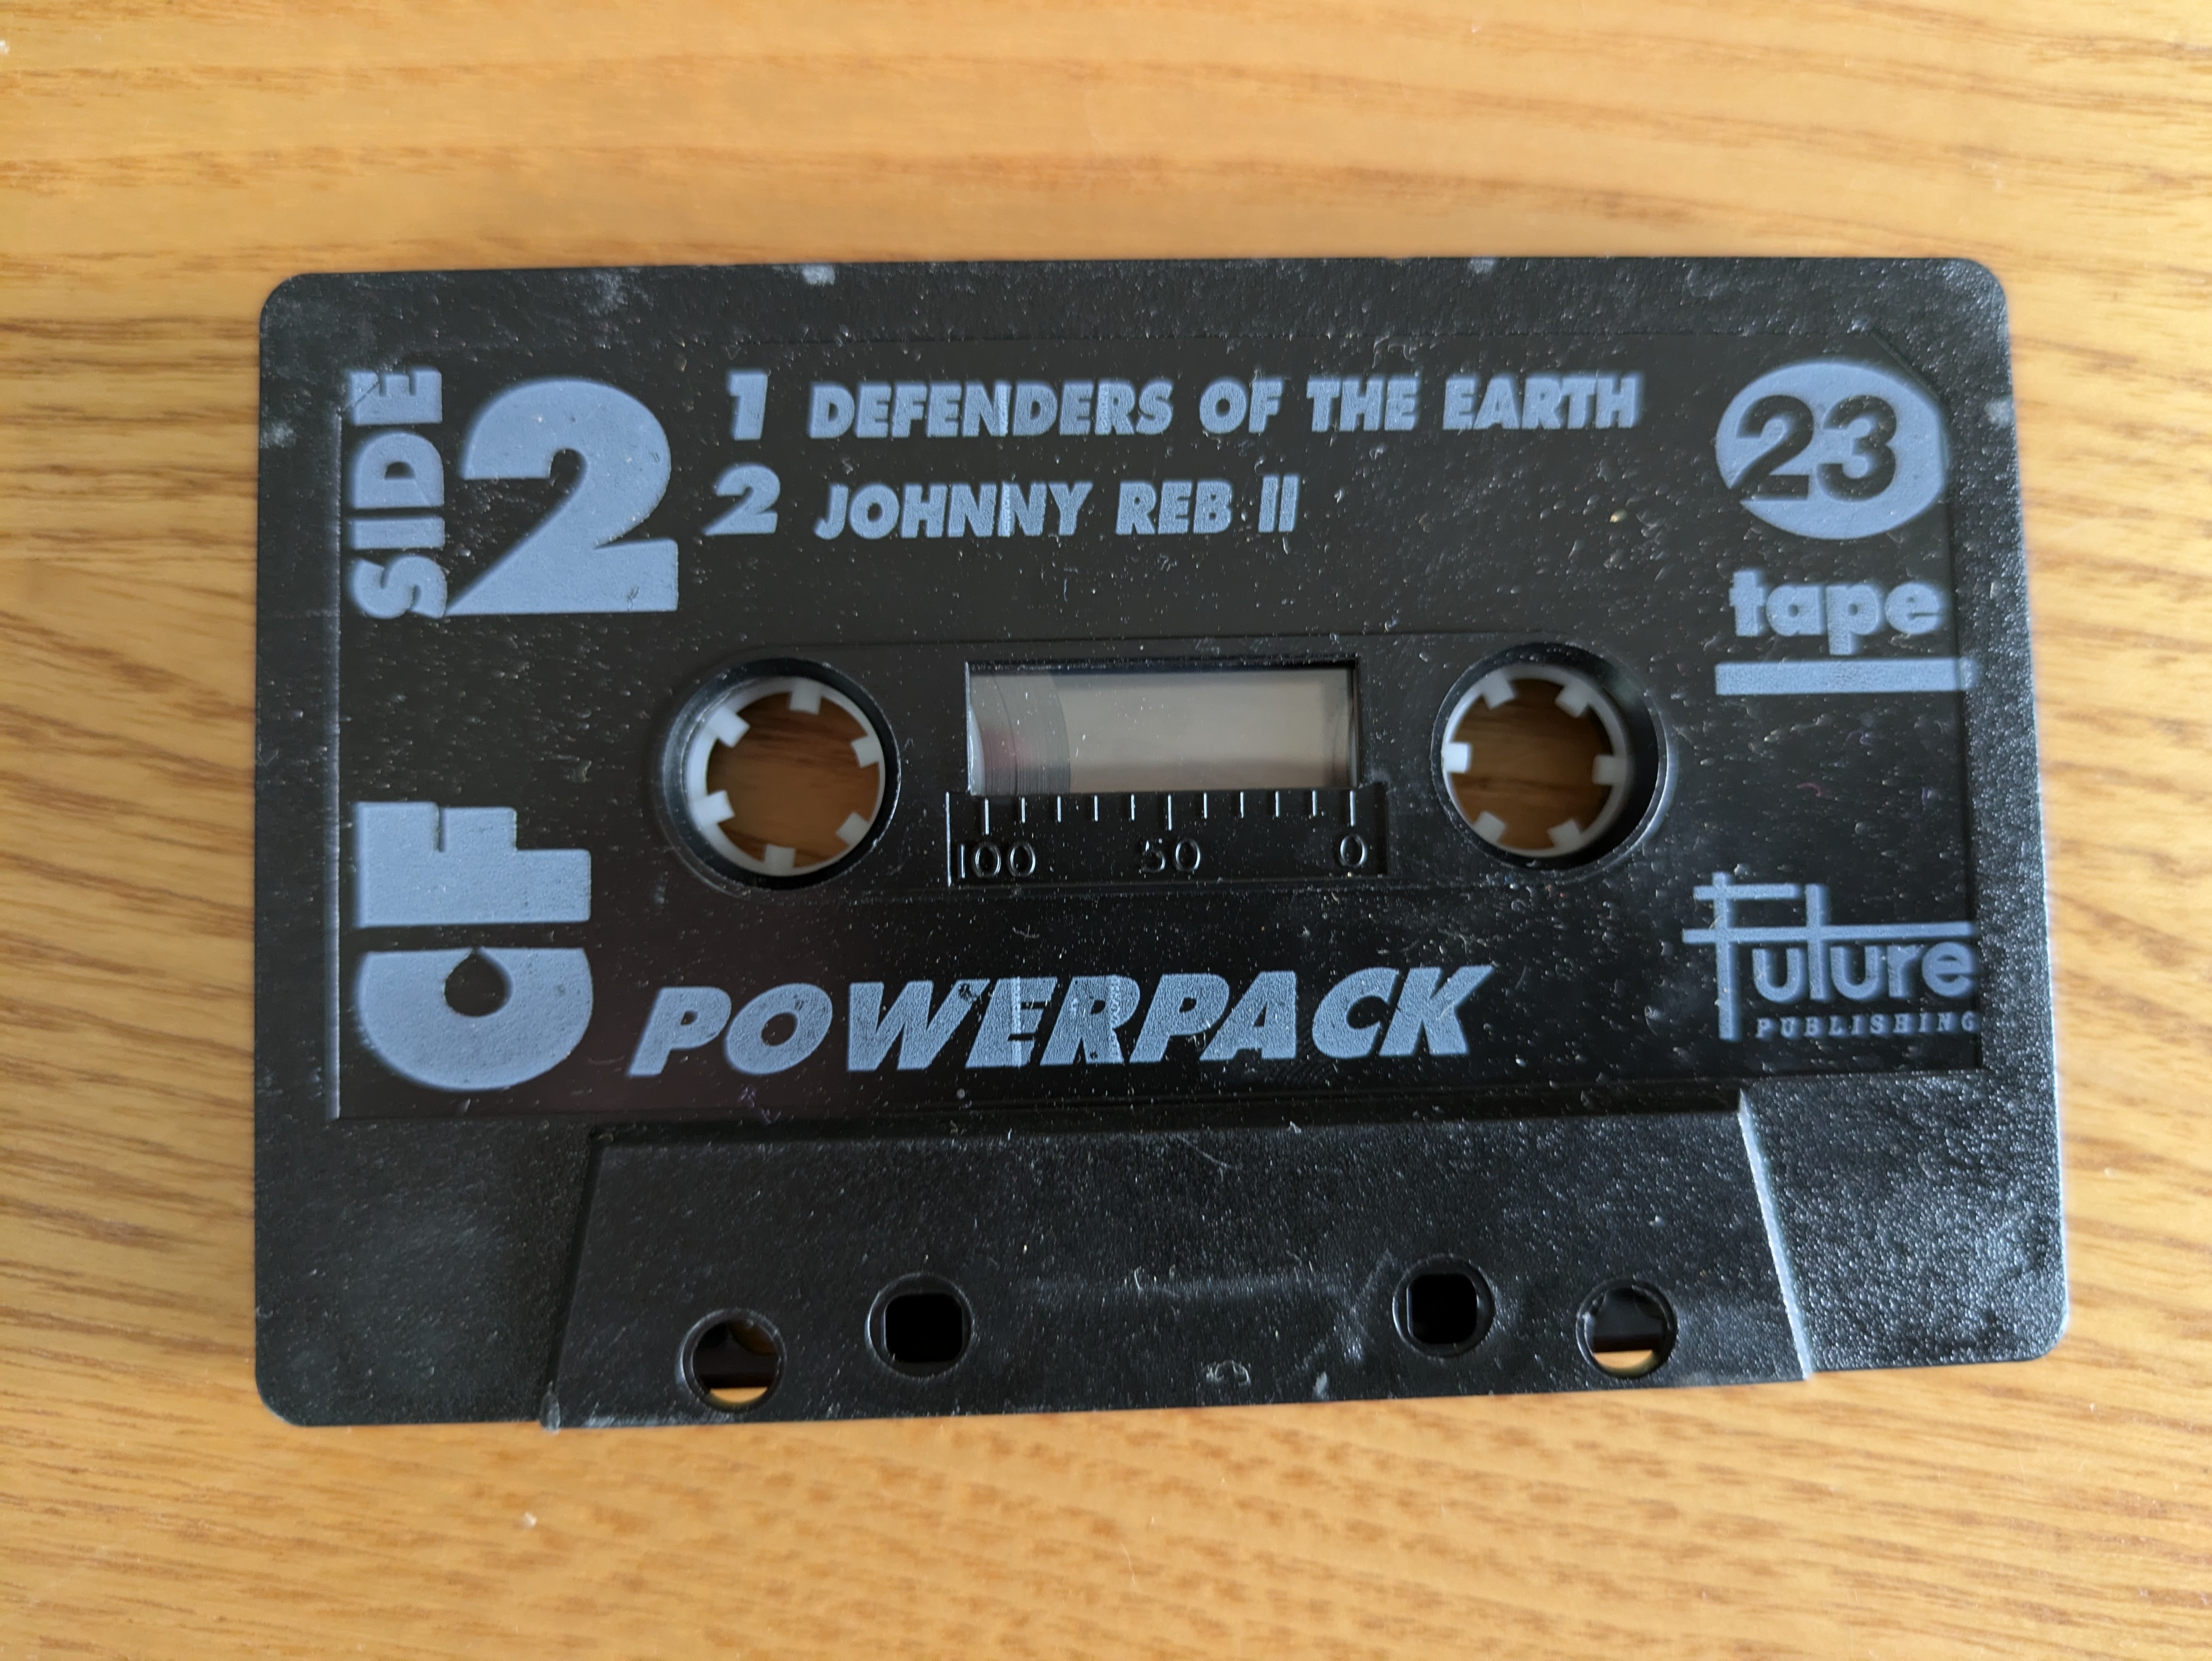 SIDE 2
1 DEFENDERS OF THE EARTH
2 JOHNNY REB II
23
tape
100 50 0
CF
POWERPACK
Future
PUBLISHING